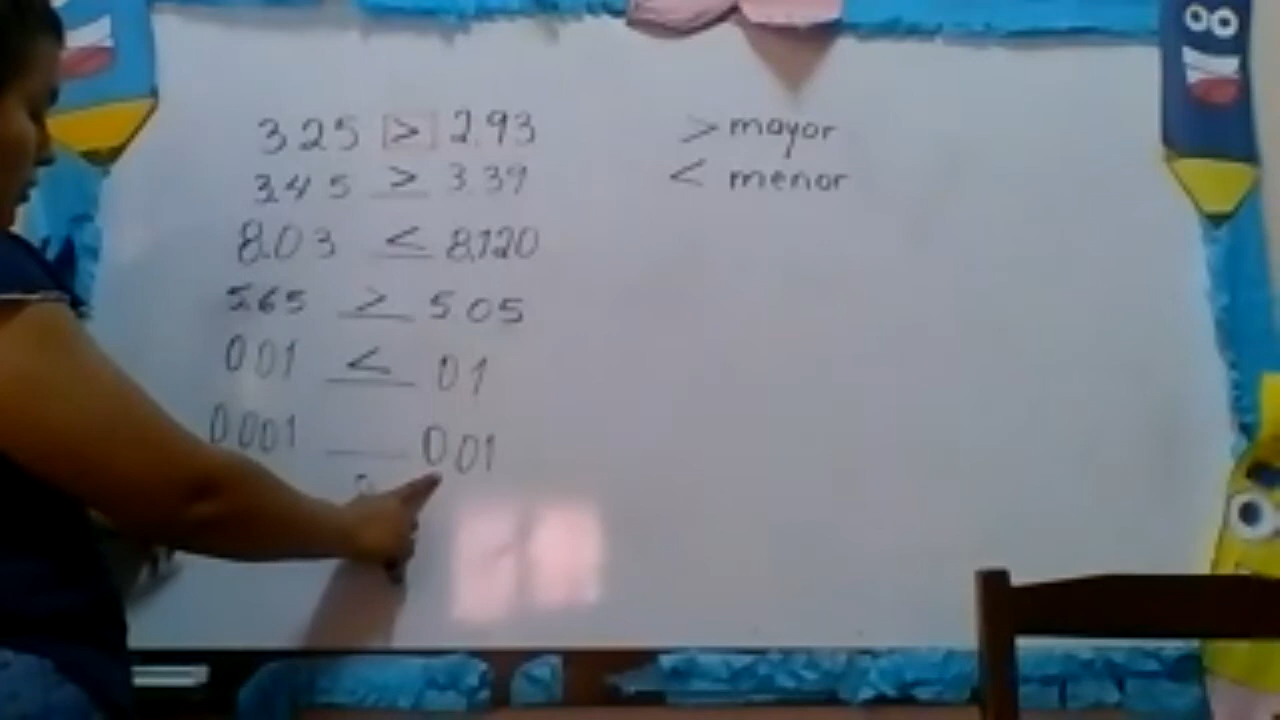 3.25 > 2.93
3.45 > 3.39
8.03 < 8.120
5.65 > 5.05
0.01 < 0.1
0.001 ___ 0.01
> mayor
< menor